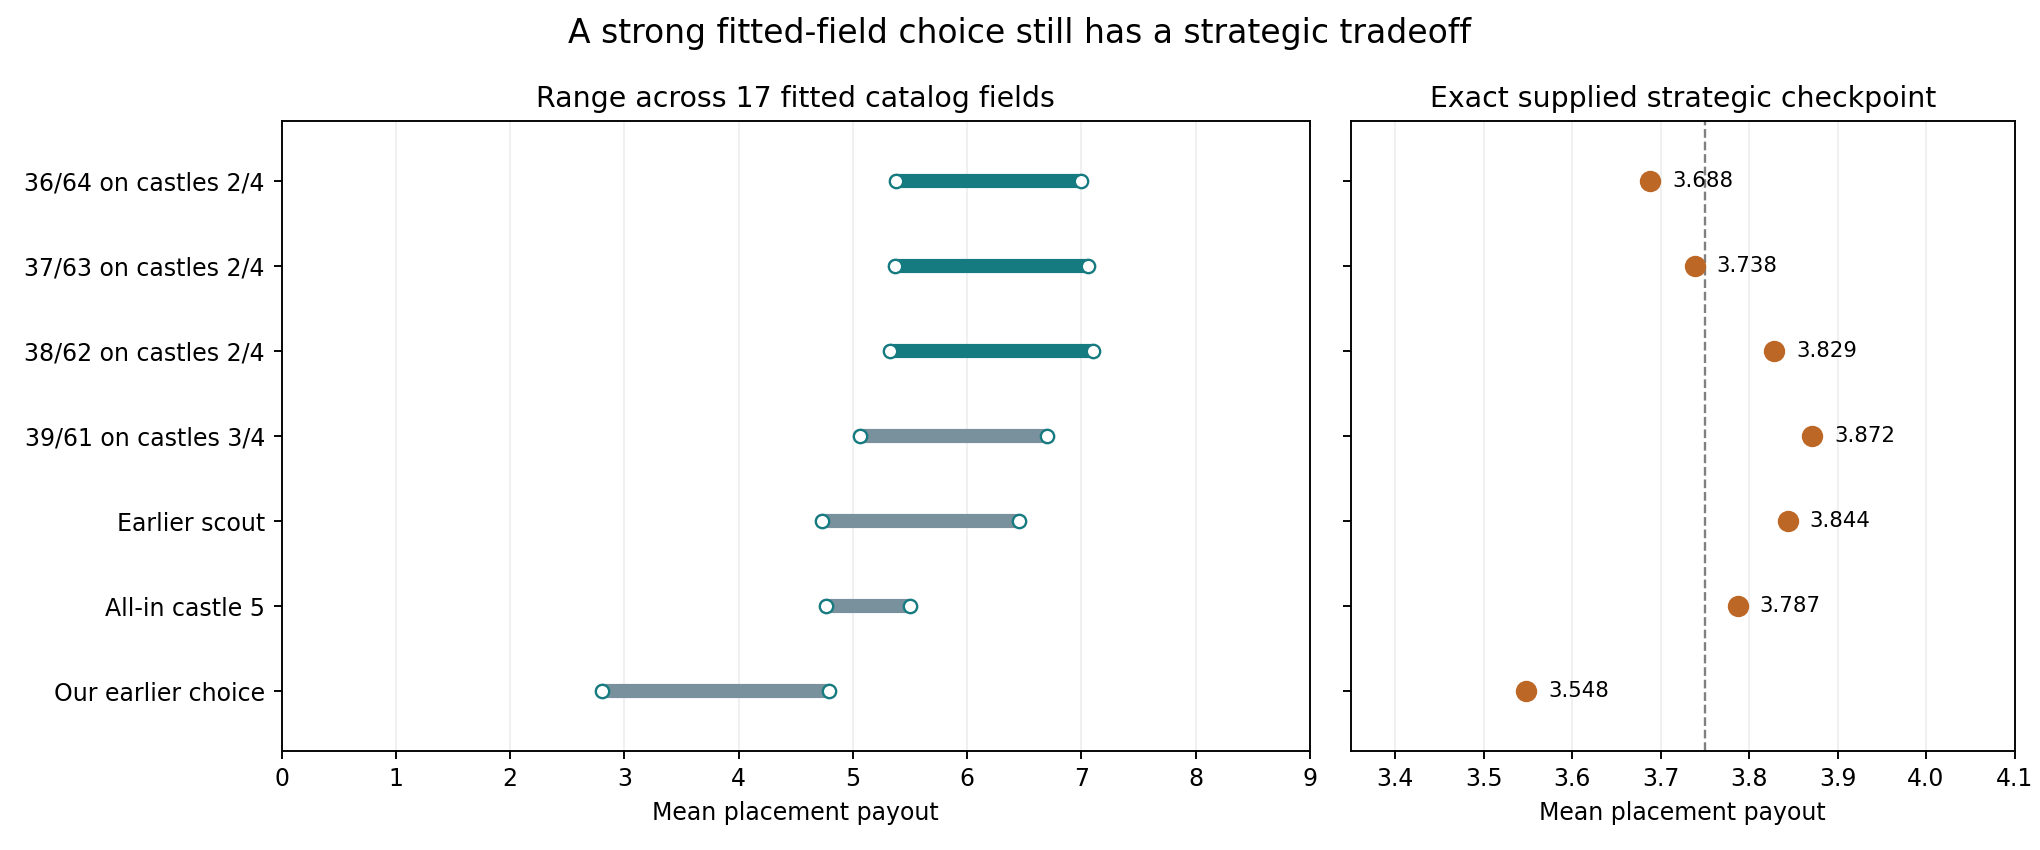 A strong fitted-field choice still has a strategic tradeoff
Range across 17 fitted catalog fields
36/64 on castles 2/4
37/63 on castles 2/4
38/62 on castles 2/4
39/61 on castles 3/4
Earlier scout
All-in castle 5
Our earlier choice
0 1 2 3 4 5 6 7 8 9
Mean placement payout
Exact supplied strategic checkpoint
3.688
3.738
3.829
3.872
3.844
3.787
3.548
3.4 3.5 3.6 3.7 3.8 3.9 4.0 4.1
Mean placement payout